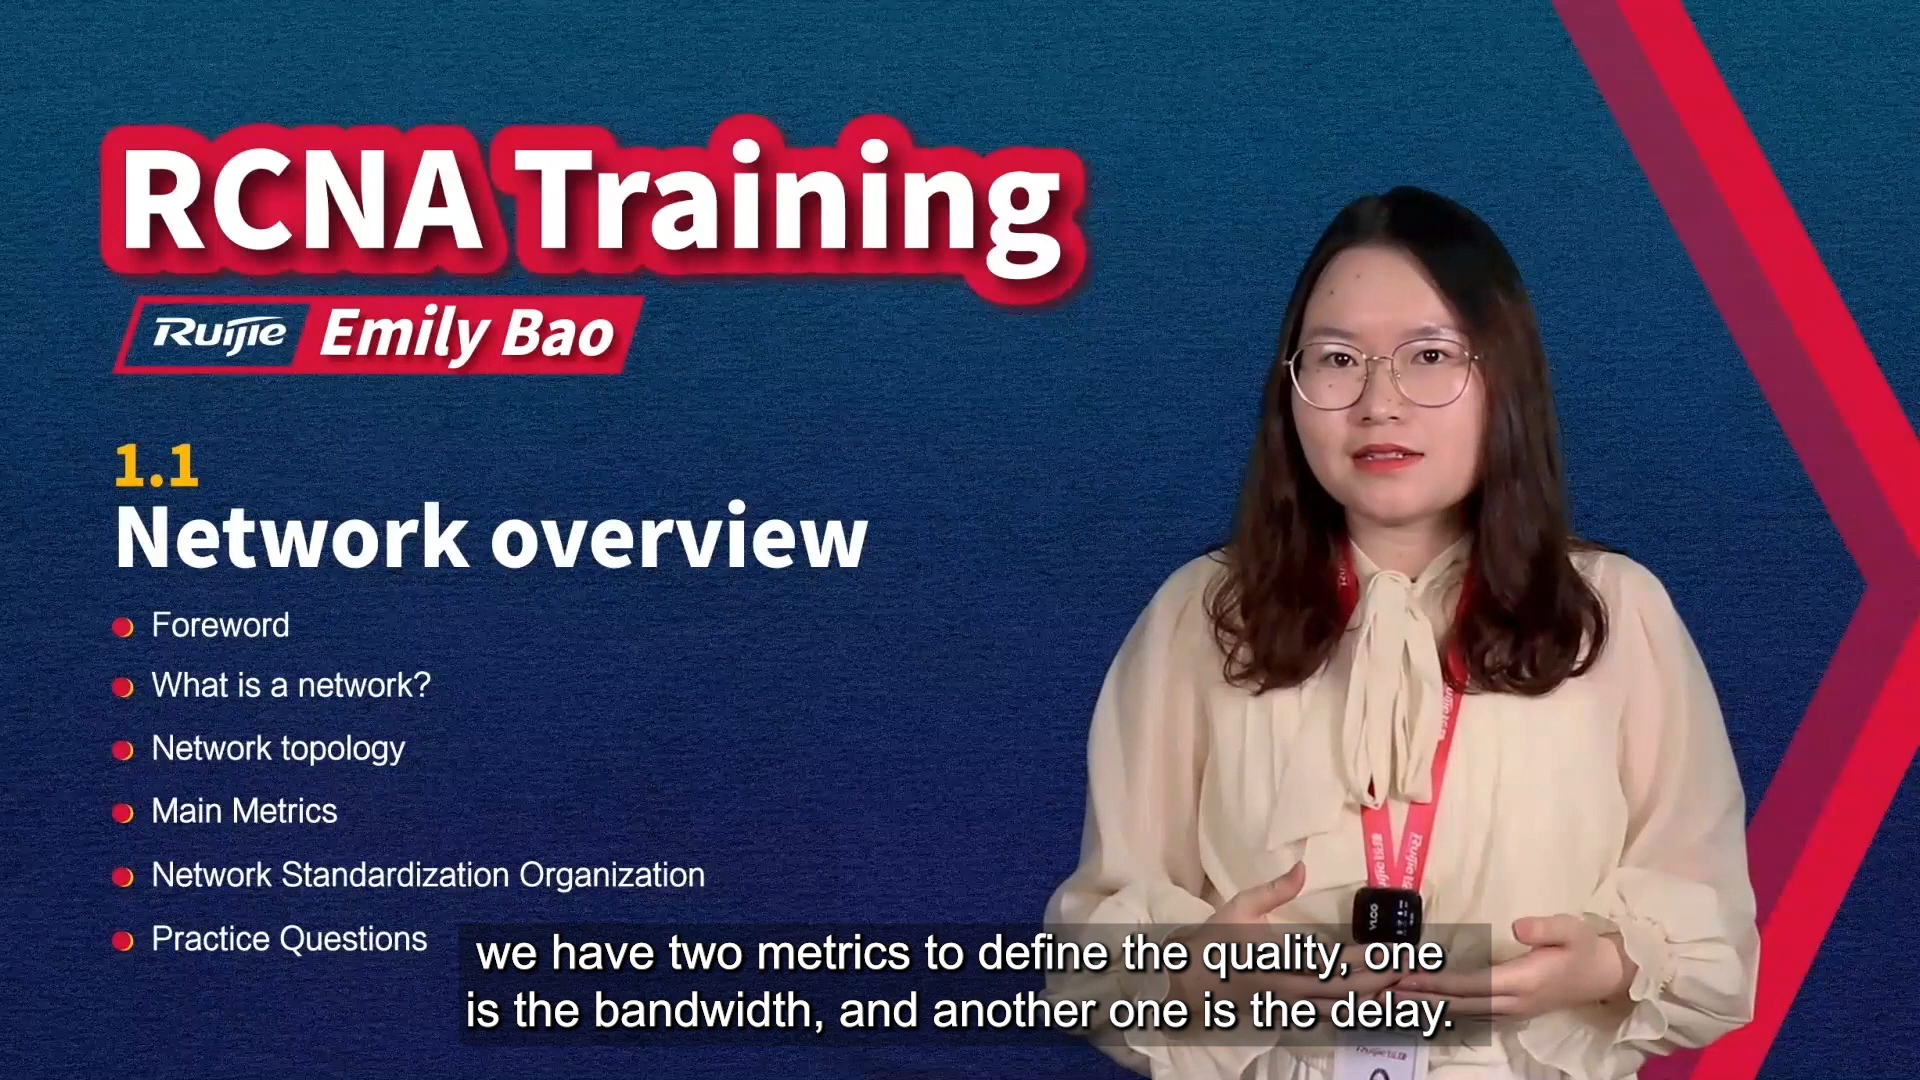 RCNA Training
Ruijie Emily Bao
1.1
Network overview
Foreword
What is a network?
Network topology
Main Metrics
Network Standardization Organization
Practice Questions
we have two metrics to define the quality, one
is the bandwidth, and another one is the delay.
Ruijie
VLOG